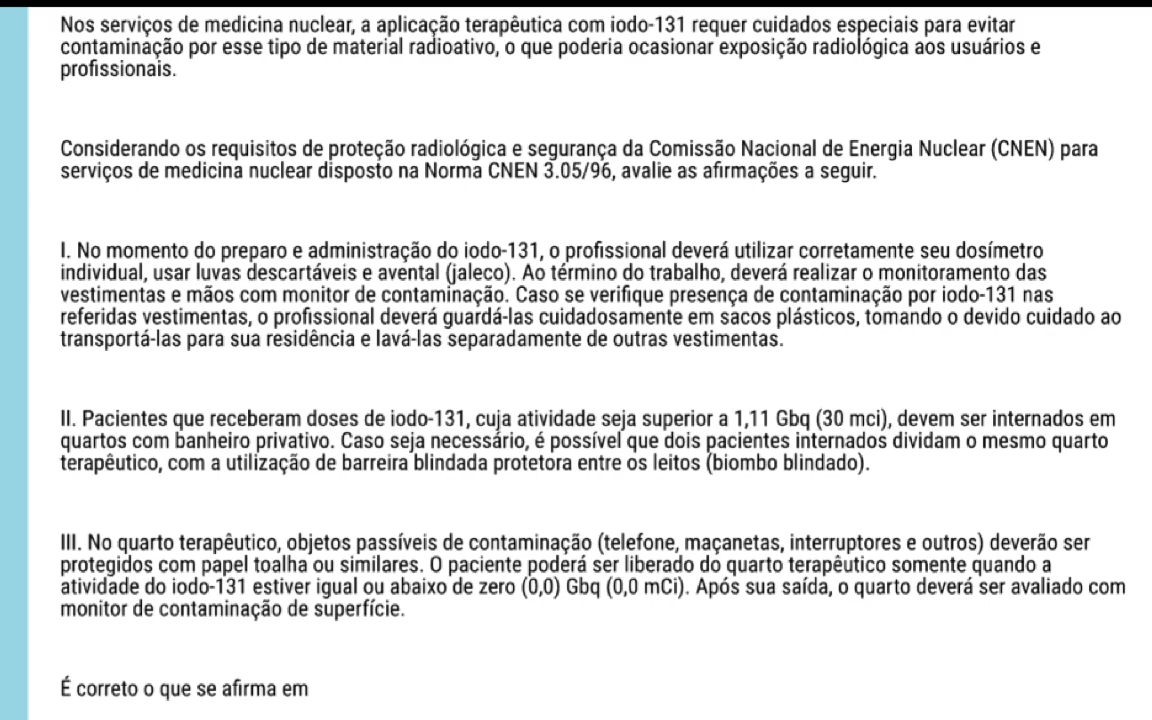 Nos serviços de medicina nuclear, a aplicação terapêutica com iodo-131 requer cuidados especiais para evitar
contaminação por esse tipo de material radioativo, o que poderia ocasionar exposição radiológica aos usuários e
profissionais.
Considerando os requisitos de proteção radiológica e segurança da Comissão Nacional de Energia Nuclear (CNEN) para
serviços de medicina nuclear disposto na Norma CNEN 3.05/96, avalie as afirmações a seguir.
I. No momento do preparo e administração do iodo-131, o profissional deverá utilizar corretamente seu dosímetro
individual, usar luvas descartáveis e avental (jaleco). Ao término do trabalho, deverá realizar o monitoramento das
vestimentas e mãos com monitor de contaminação. Caso se verifique presença de contaminação por iodo-131 nas
referidas vestimentas, o profissional deverá guardá-las cuidadosamente em sacos plásticos, tomando o devido cuidado ao
transportá-las para sua residência e lavá-las separadamente de outras vestimentas.
II. Pacientes que receberam doses de iodo-131, cuja atividade seja superior a 1,11 Gbq (30 mci), devem ser internados em
quartos com banheiro privativo. Caso seja necessário, é possível que dois pacientes internados dividam o mesmo quarto
terapêutico, com a utilização de barreira blindada protetora entre os leitos (biombo blindado).
III. No quarto terapêutico, objetos passíveis de contaminação (telefone, maçanetas, interruptores e outros) deverão ser
protegidos com papel toalha ou similares. O paciente poderá ser liberado do quarto terapêutico somente quando a
atividade do iodo-131 estiver igual ou abaixo de zero (0,0) Gbq (0,0 mCi). Após sua saída, o quarto deverá ser avaliado com
monitor de contaminação de superfície.
É correto o que se afirma em